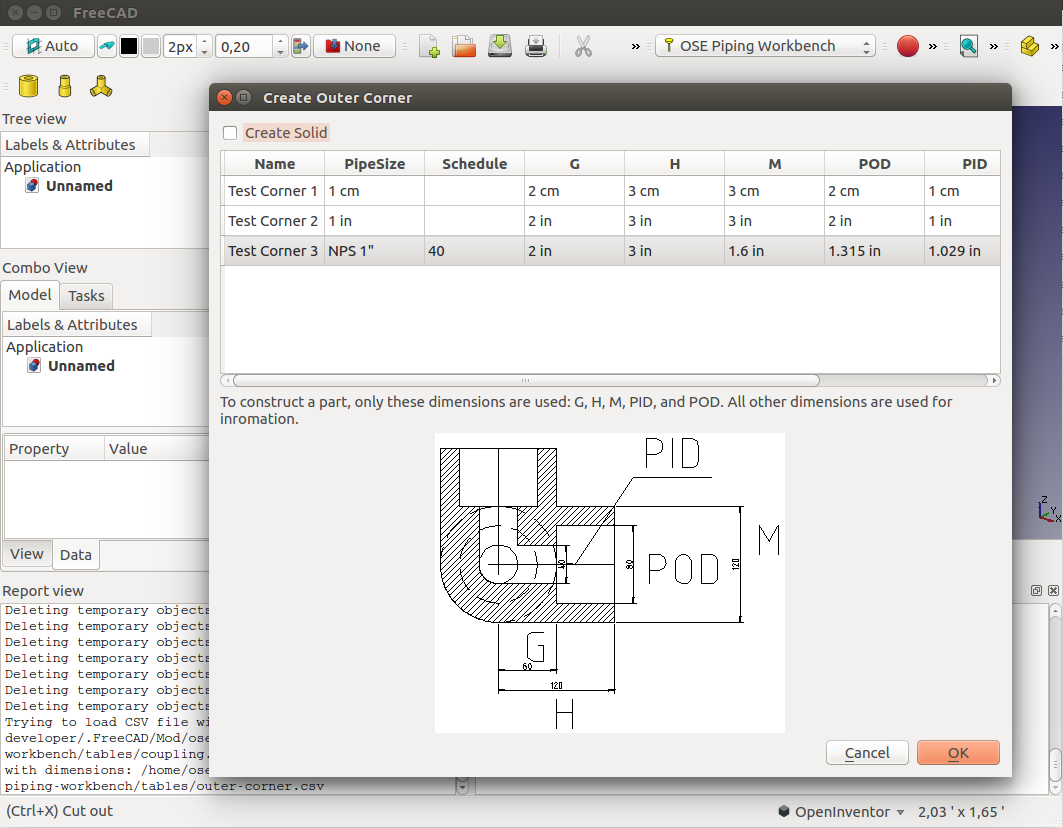 FreeCAD
Auto 2px 0,20 None » OSE Piping Workbench » » »
Tree view
Labels & Attributes
Application
Unnamed
Combo View
Model Tasks
Labels & Attributes
Application
Unnamed
Property Value
View Data
Report view
Deleting temporary objects
Deleting temporary objects
Deleting temporary objects
Deleting temporary objects
Deleting temporary objects
Deleting temporary objects
Deleting temporary objects
Trying to load CSV file wi
developer/.FreeCAD/Mod/ose
workbench/tables/coupling.
with dimensions: /home/ose
piping-workbench/tables/outer-corner.csv
Create Outer Corner
Create Solid
Name PipeSize Schedule G H M POD PID
Test Corner 1 1 cm 2 cm 3 cm 3 cm 2 cm 1 cm
Test Corner 2 1 in 2 in 3 in 3 in 2 in 1 in
Test Corner 3 NPS 1" 40 2 in 3 in 1.6 in 1.315 in 1.029 in
To construct a part, only these dimensions are used: G, H, M, PID, and POD. All other dimensions are used for
inromation.
PID
M
POD
40
80
120
G
60
120
H
Cancel OK
Z
Y
X
(Ctrl+X) Cut out OpenInventor 2,03 ' x 1,65 '